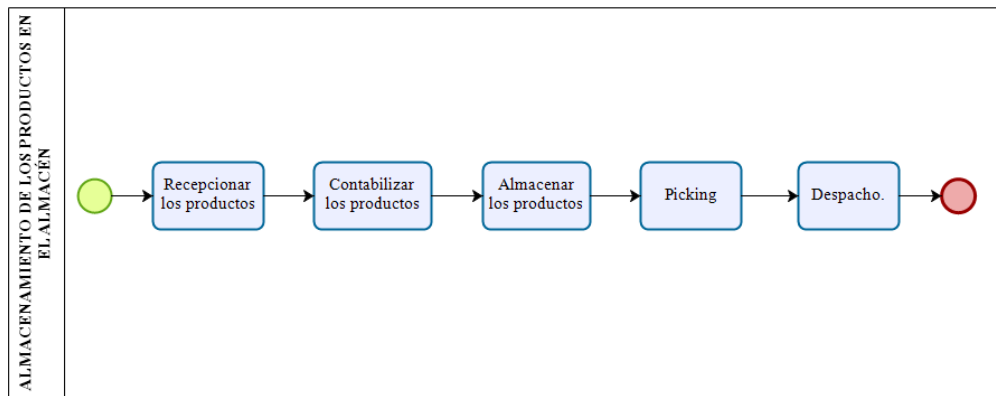 ALMACENAMIENTO DE LOS PRODUCTOS EN
EL ALMACÉN
Recepcionar
los productos
Contabilizar
los productos
Almacenar
los productos
Picking
Despacho.